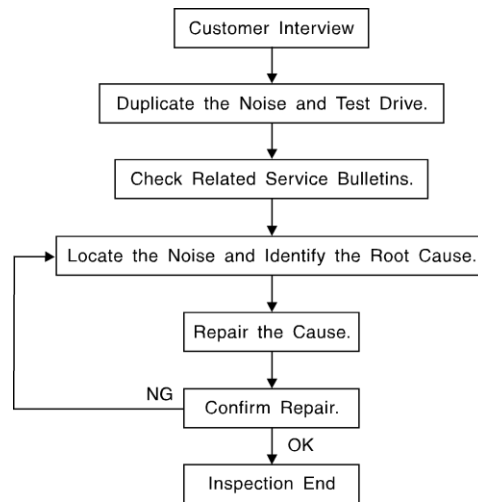 Customer Interview
Duplicate the Noise and Test Drive.
Check Related Service Bulletins.
Locate the Noise and Identify the Root Cause.
Repair the Cause.
NG
Confirm Repair.
OK
Inspection End